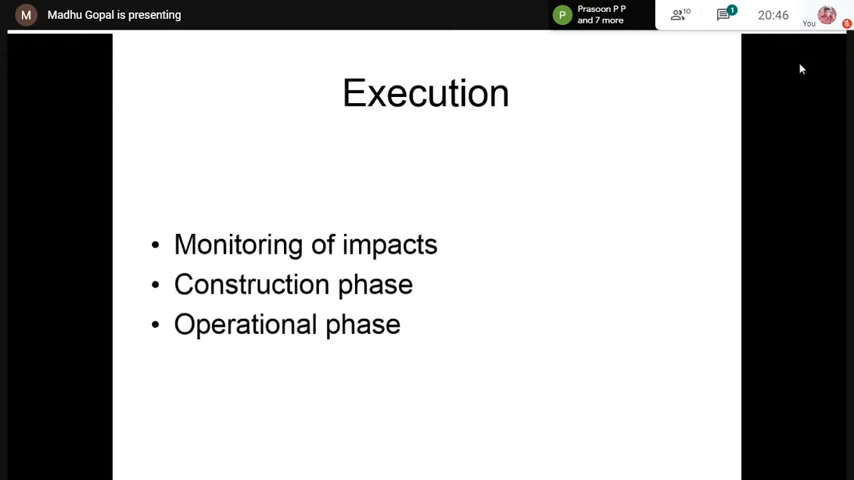 M Madhu Gopal is presenting
P Prasoon P P
and 7 more
10
1
20:46
You
Execution
• Monitoring of impacts
• Construction phase
• Operational phase